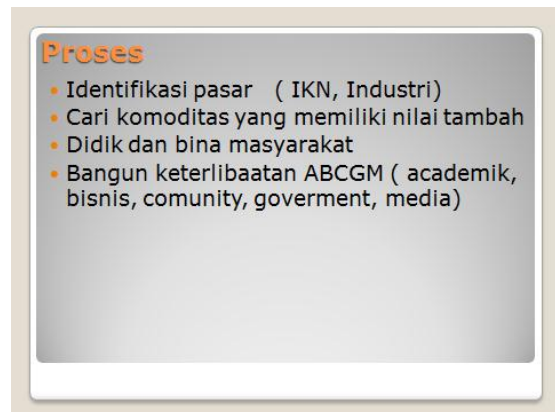 Proses
Identifikasi pasar ( IKN, Industri)
Cari komoditas yang memiliki nilai tambah
Didik dan bina masyarakat
Bangun keterlibaatan ABCGM ( academik,
bisnis, comunity, goverment, media)